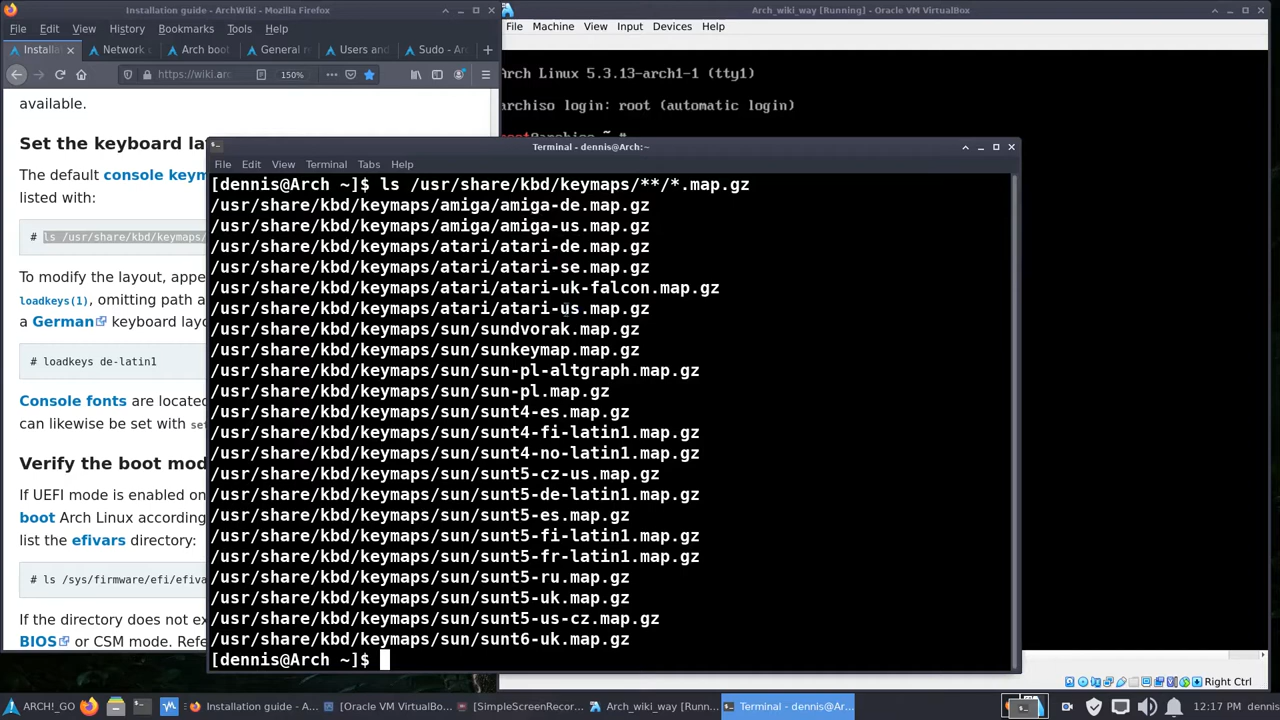 Installation guide - ArchWiki - Mozilla Firefox
File Edit View History Bookmarks Tools Help
Installa Network Arch boot General r Users and Sudo - Ar
https://wiki.arc 150%
available.
Set the keyboard la
The default console keym
listed with:
# ls /usr/share/kbd/keymaps/
To modify the layout, appe
loadkeys(1), omitting path a
a German keyboard layo
# loadkeys de-latin1
Console fonts are located
can likewise be set with set
Verify the boot mod
If UEFI mode is enabled on
boot Arch Linux according
list the efivars directory:
# ls /sys/firmware/efi/efiva
If the directory does not ex
BIOS or CSM mode. Refe
Arch_wiki_way [Running] - Oracle VM VirtualBox
File Machine View Input Devices Help
Arch Linux 5.3.13-arch1-1 (tty1)
archiso login: root (automatic login)
root@archiso ~ #
Right Ctrl
Terminal - dennis@Arch:~
File Edit View Terminal Tabs Help
[dennis@Arch ~]$ ls /usr/share/kbd/keymaps/**/*.map.gz
/usr/share/kbd/keymaps/amiga/amiga-de.map.gz
/usr/share/kbd/keymaps/amiga/amiga-us.map.gz
/usr/share/kbd/keymaps/atari/atari-de.map.gz
/usr/share/kbd/keymaps/atari/atari-se.map.gz
/usr/share/kbd/keymaps/atari/atari-uk-falcon.map.gz
/usr/share/kbd/keymaps/atari/atari-us.map.gz
/usr/share/kbd/keymaps/sun/sundvorak.map.gz
/usr/share/kbd/keymaps/sun/sunkeymap.map.gz
/usr/share/kbd/keymaps/sun/sun-pl-altgraph.map.gz
/usr/share/kbd/keymaps/sun/sun-pl.map.gz
/usr/share/kbd/keymaps/sun/sunt4-es.map.gz
/usr/share/kbd/keymaps/sun/sunt4-fi-latin1.map.gz
/usr/share/kbd/keymaps/sun/sunt4-no-latin1.map.gz
/usr/share/kbd/keymaps/sun/sunt5-cz-us.map.gz
/usr/share/kbd/keymaps/sun/sunt5-de-latin1.map.gz
/usr/share/kbd/keymaps/sun/sunt5-es.map.gz
/usr/share/kbd/keymaps/sun/sunt5-fi-latin1.map.gz
/usr/share/kbd/keymaps/sun/sunt5-fr-latin1.map.gz
/usr/share/kbd/keymaps/sun/sunt5-ru.map.gz
/usr/share/kbd/keymaps/sun/sunt5-uk.map.gz
/usr/share/kbd/keymaps/sun/sunt5-us-cz.map.gz
/usr/share/kbd/keymaps/sun/sunt6-uk.map.gz
[dennis@Arch ~]$
ARCH!_GO Installation guide - A... [Oracle VM VirtualBo... [SimpleScreenRecor... Arch_wiki_way [Runn... Terminal - dennis@Ar... 12:17 PM dennis